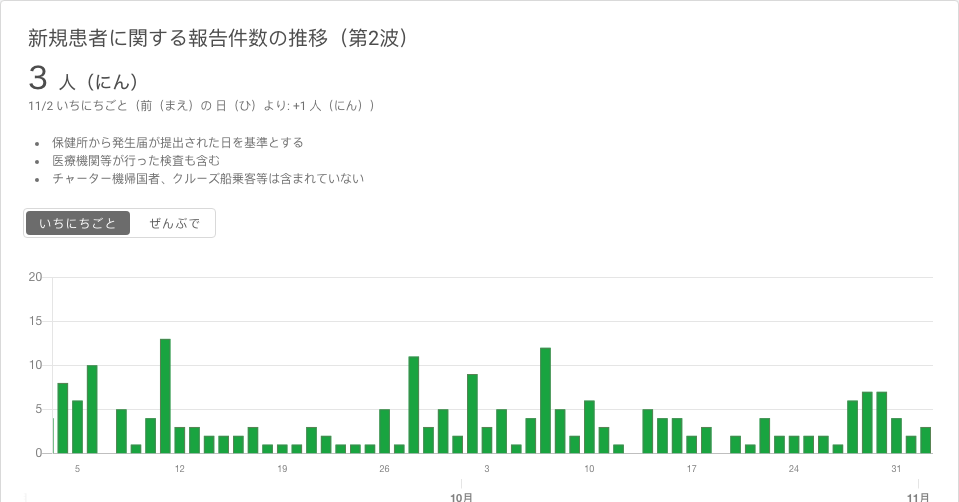 新規患者に関する報告件数の推移（第2波）
3 人（にん）
11/2 いちにちごと（前（まえ）の 日（ひ）より: +1 人（にん））
保健所から発生届が提出された日を基準とする
医療機関等が行った検査も含む
チャーター機帰国者、クルーズ船乗客等は含まれていない
いちにちごと ぜんぶで
20
15
10
5
0
5 12 19 26 3 10 17 24 31
10月 11月